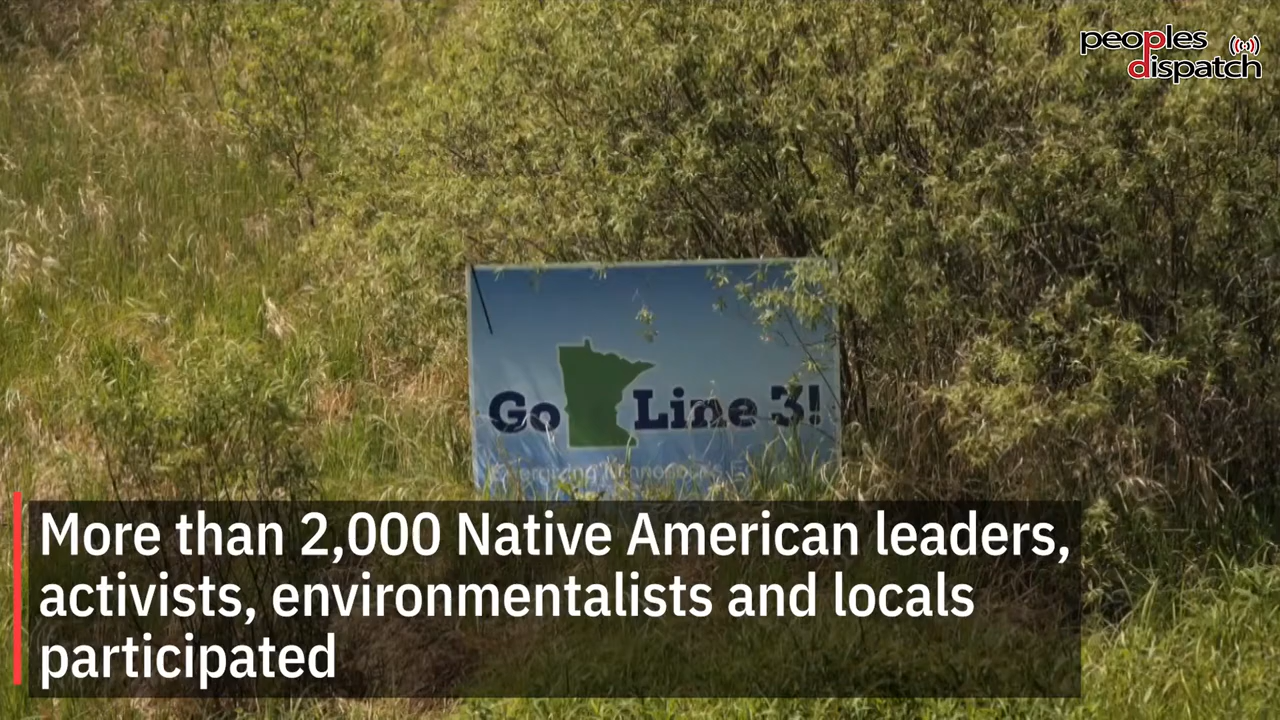 peoples
dispatch
Go Line 3!
More than 2,000 Native American leaders,
activists, environmentalists and locals
participated